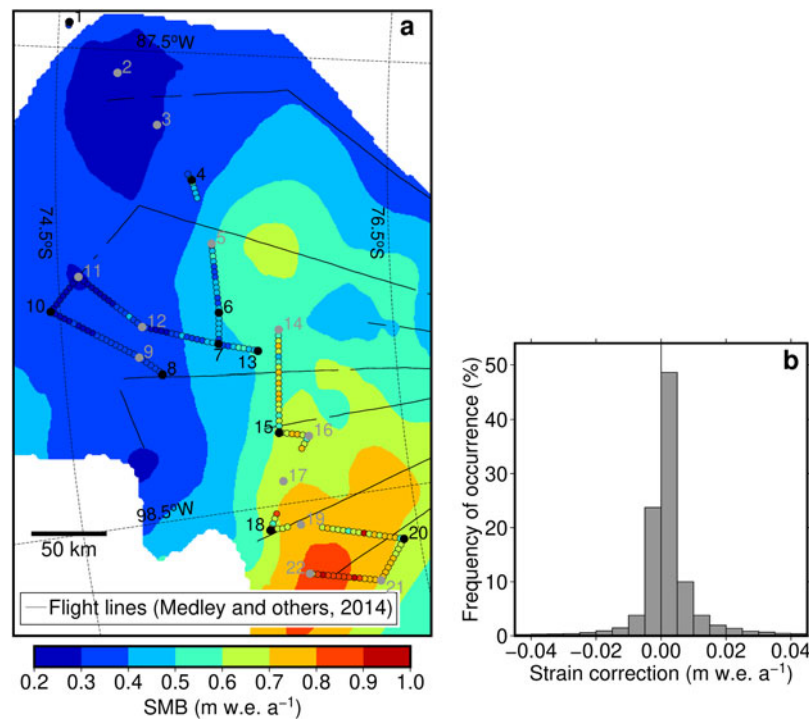 a
1
87.5°W
2
3
4
74.5°S
76.5°S
5
11
10
6
12
14
9
7
13
8
15
16
17
98.5°W
18
19
20
22
21
50 km
Flight lines (Medley and others, 2014)
0.2 0.3 0.4 0.5 0.6 0.7 0.8 0.9 1.0
SMB (m w.e. a⁻¹)
b
Frequency of occurrence (%)
50
40
30
20
10
0
−0.04 −0.02 0.00 0.02 0.04
Strain correction (m w.e. a⁻¹)